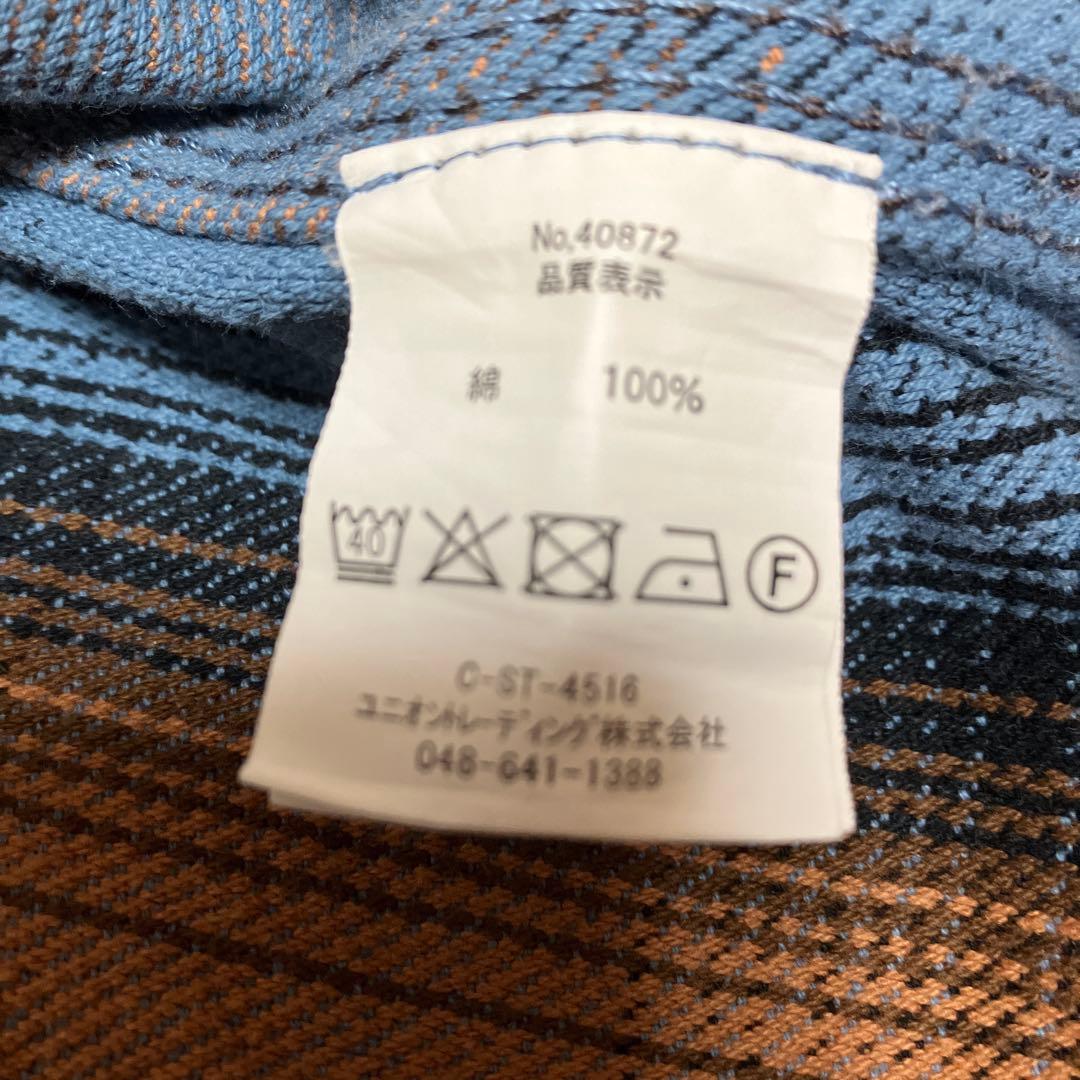 No,40872
品質表示
綿 100%
40 F
C-ST-4516
ユニオントレーディング株式会社
048-641-1388